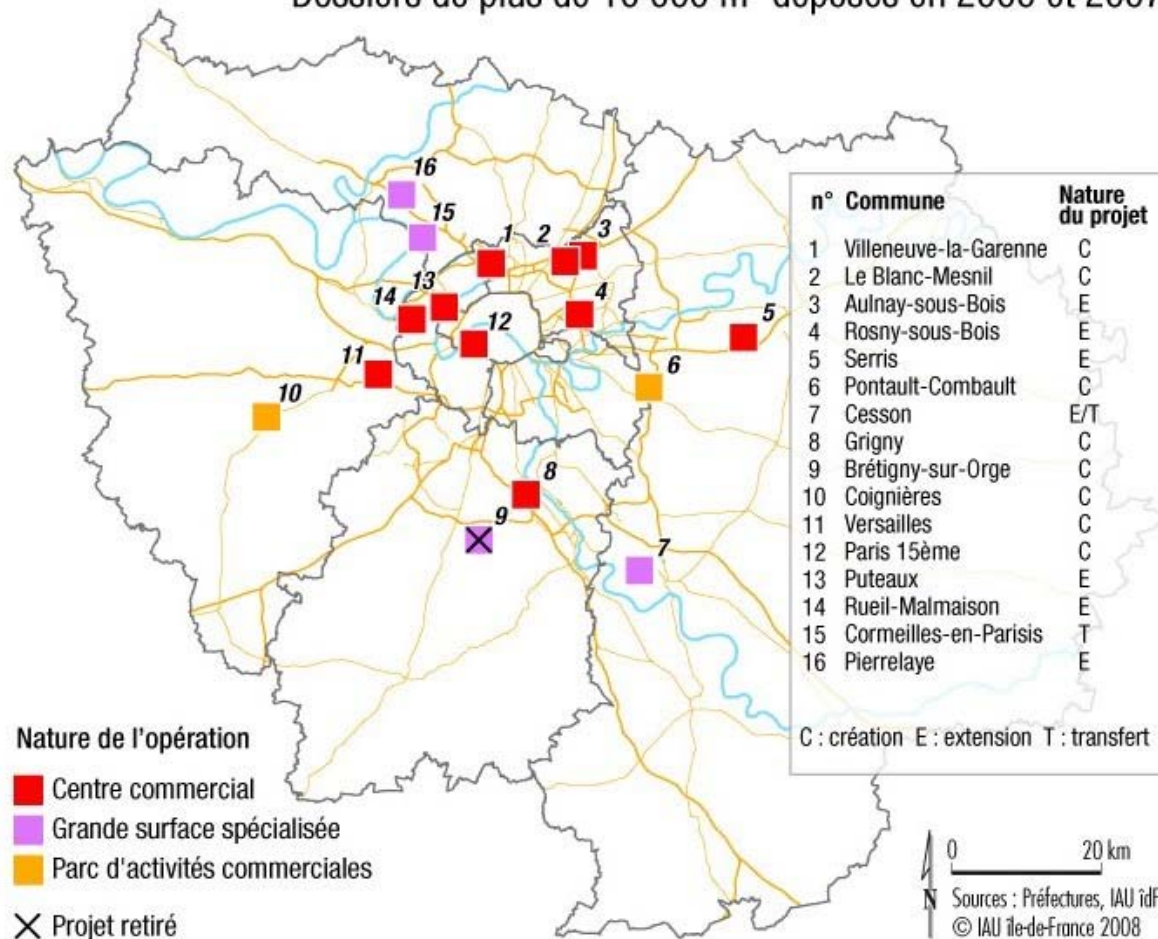 Dossiers de plus de 10 000 m² déposés en 2006 et 2007
16
15
1
2
3
13
14
4
12
5
11
6
10
8
9
7
n° Commune Nature du projet
1 Villeneuve-la-Garenne C
2 Le Blanc-Mesnil C
3 Aulnay-sous-Bois E
4 Rosny-sous-Bois E
5 Serris E
6 Pontault-Combault C
7 Cesson E/T
8 Grigny C
9 Brétigny-sur-Orge C
10 Coignières C
11 Versailles C
12 Paris 15ème C
13 Puteaux E
14 Rueil-Malmaison E
15 Cormeilles-en-Parisis T
16 Pierrelaye E
C : création E : extension T : transfert
Nature de l'opération
Centre commercial
Grande surface spécialisée
Parc d'activités commerciales
Projet retiré
0 20 km
N
Sources : Préfectures, IAU îdF
© IAU île-de-France 2008